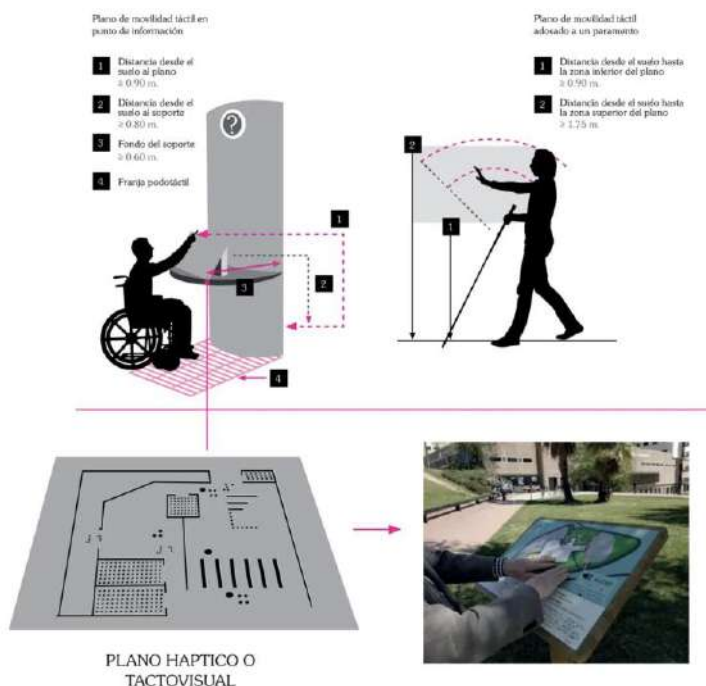 Plano de movilidad táctil en
punto de información
1 Distancia desde el
suelo al plano
≥ 0.90 m.
2 Distancia desde el
suelo al soporte
≥ 0.80 m.
3 Fondo del soporte
≥ 0.60 m.
4 Franja podotáctil
?
1
2
3
4
Plano de movilidad táctil
adosado a un paramento
1 Distancia desde el suelo hasta
la zona inferior del plano
≥ 0.90 m.
2 Distancia desde el suelo hasta
la zona superior del plano
≥ 1.75 m.
2
1
PLANO HAPTICO O
TACTOVISUAL